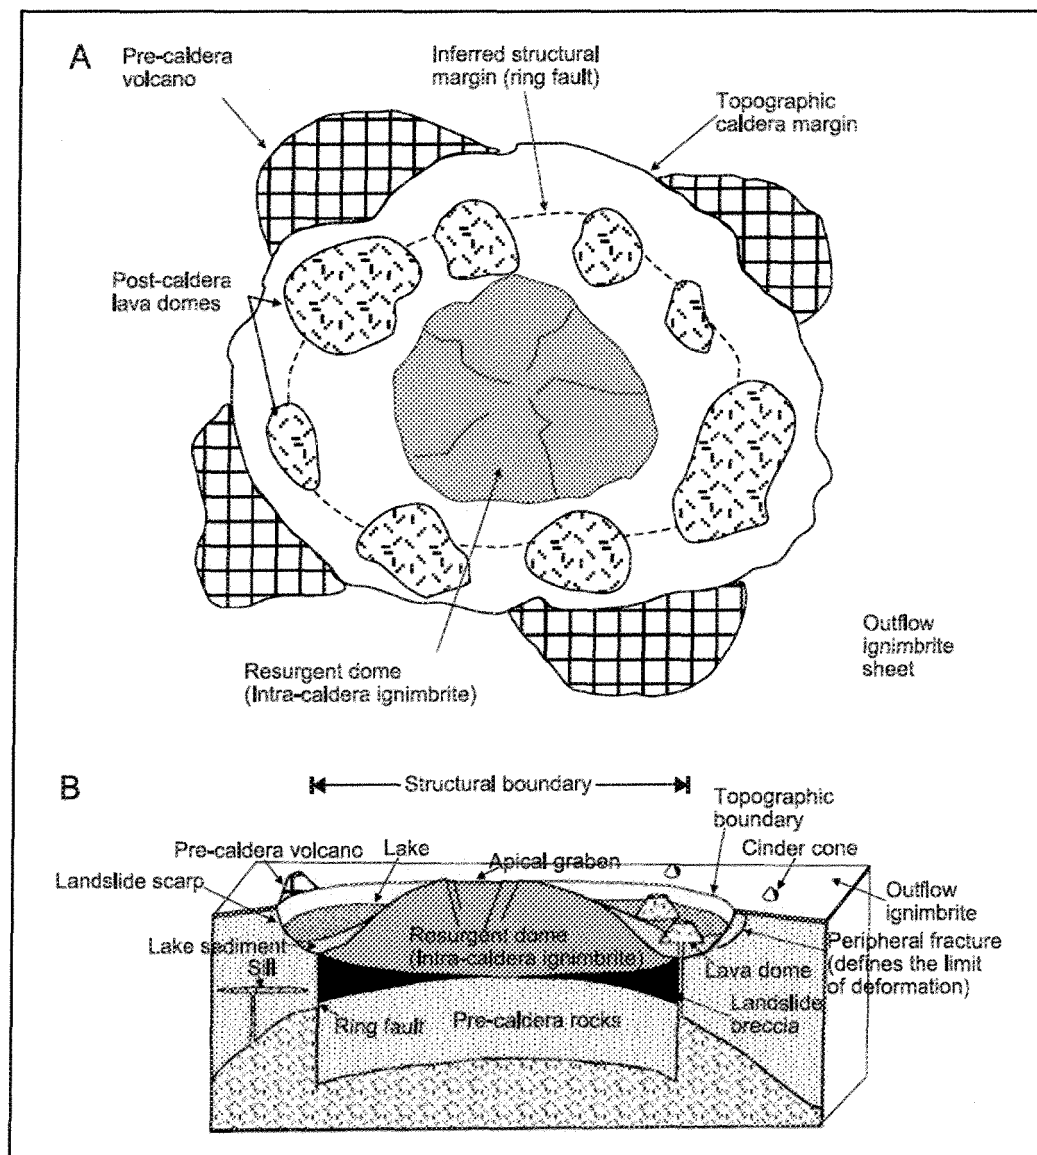 A
Pre-caldera
volcano
Inferred structural
margin (ring fault)
Topographic
caldera margin
Post-caldera
lava domes
Resurgent dome
(Intra-caldera ignimbrite)
Outflow
ignimbrite
sheet
B
Structural boundary
Topographic
boundary
Pre-caldera volcano
Lake
Apical graben
Cinder cone
Landslide scarp
Outflow
ignimbrite
Lake sediment
Resurgent dome
(Intra-caldera ignimbrite)
Peripheral fracture
(defines the limit
of deformation)
Sill
Lava dome
Landslide
breccia
Ring fault
Pre-caldera rocks